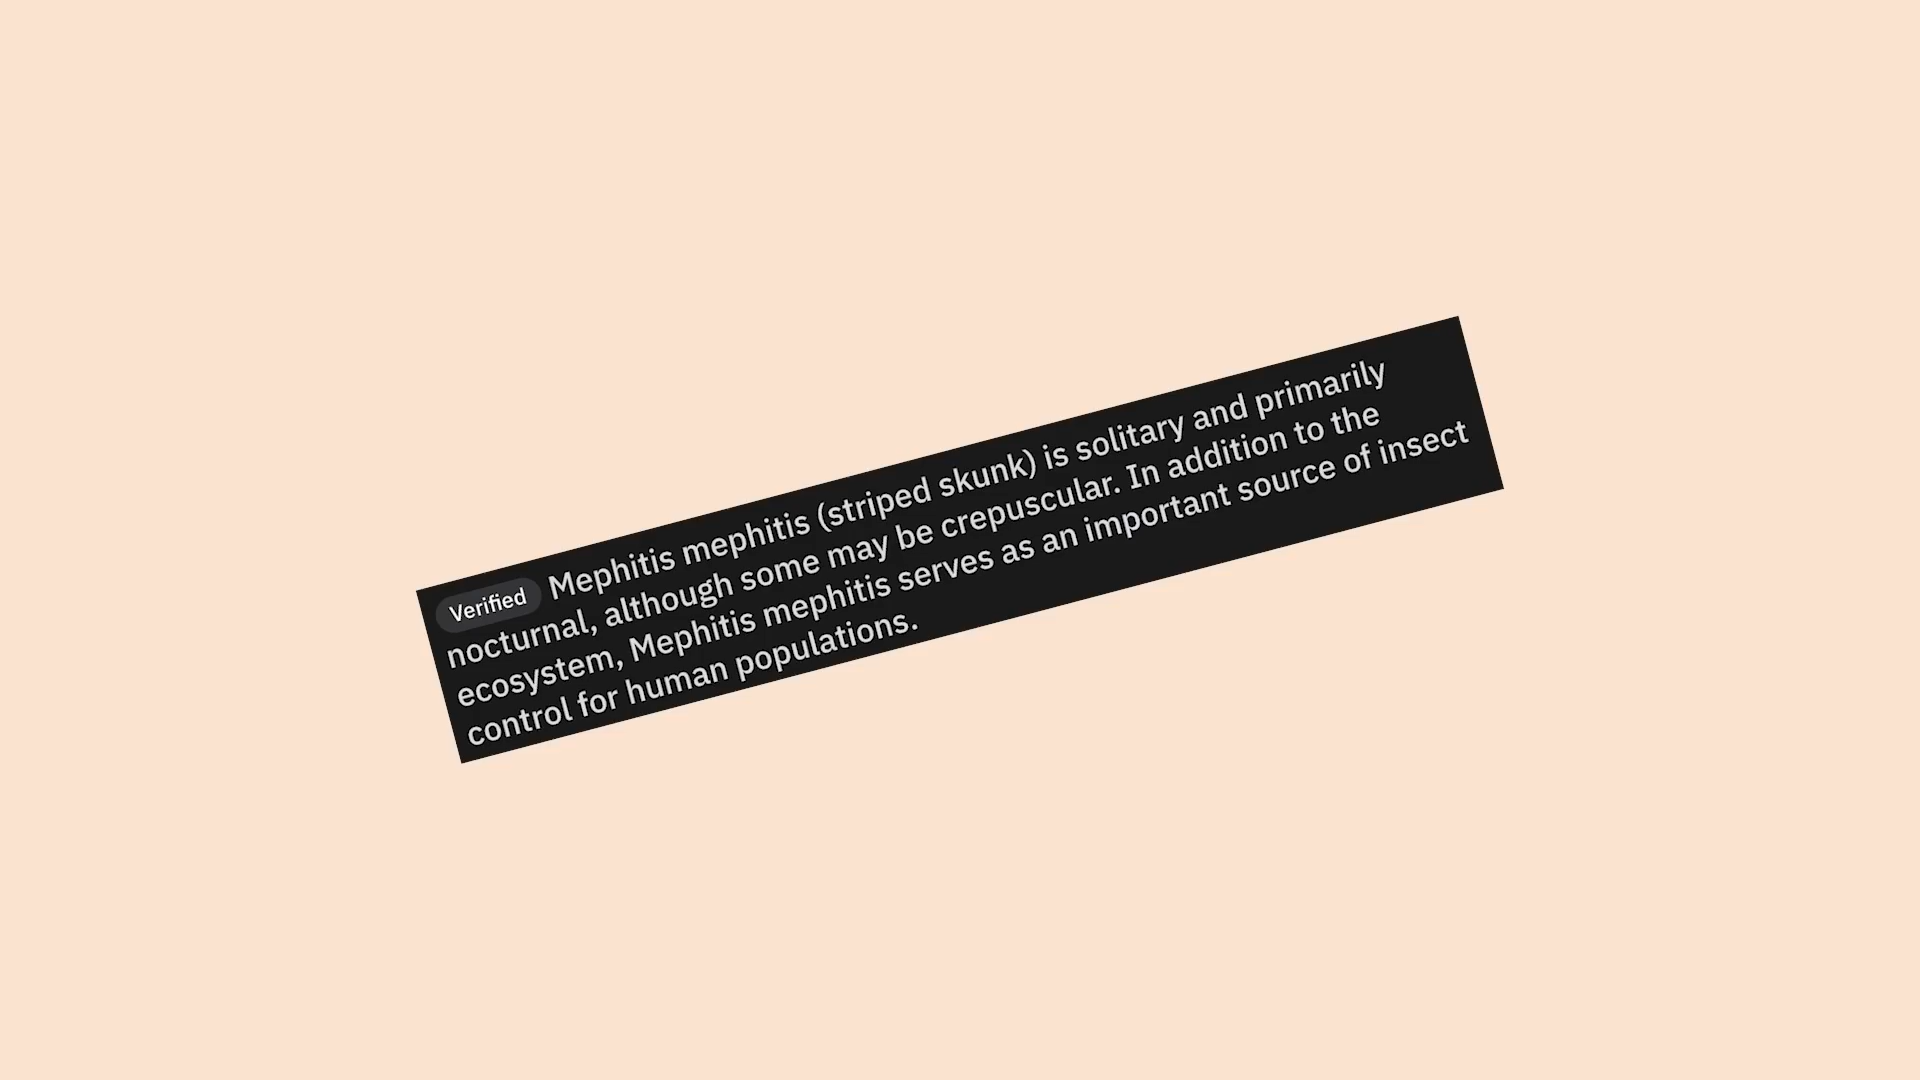 Verified Mephitis mephitis (striped skunk) is solitary and primarily
nocturnal, although some may be crepuscular. In addition to the
ecosystem, Mephitis mephitis serves as an important source of insect
control for human populations.